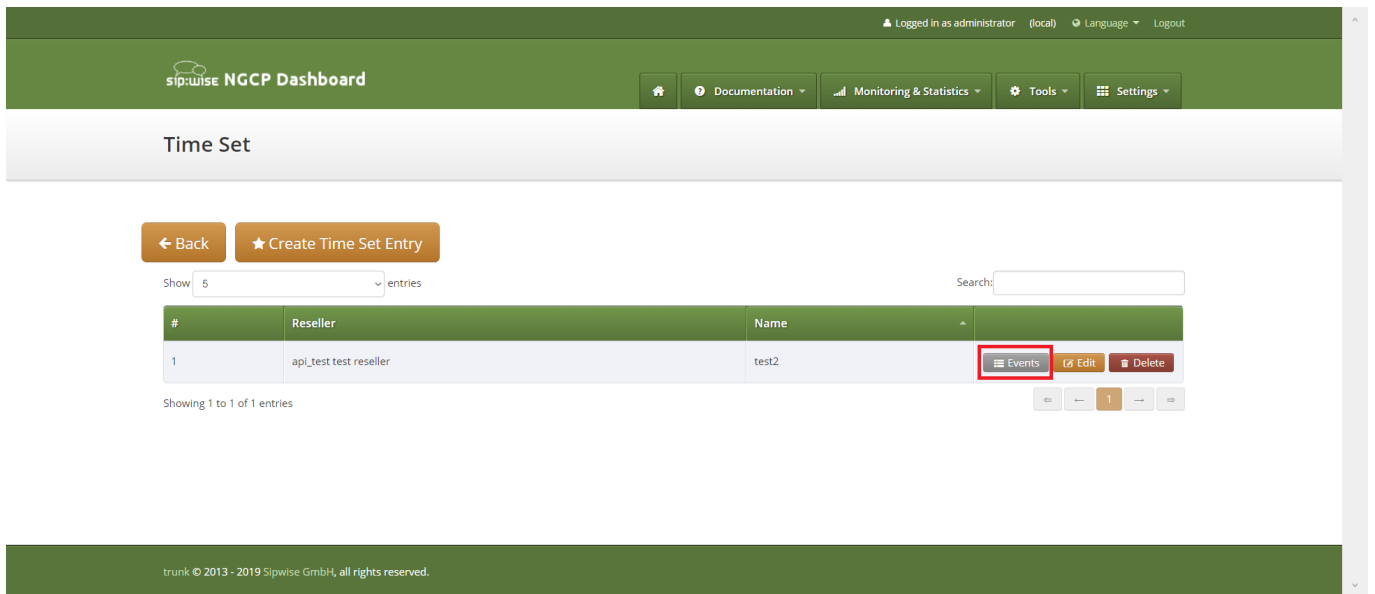 Logged in as administrator (local) Language Logout
sip:wise NGCP Dashboard
Documentation Monitoring & Statistics Tools Settings
Time Set
Back Create Time Set Entry
Show 5 entries Search:
# Reseller Name
1 api_test test reseller test2 Events Edit Delete
Showing 1 to 1 of 1 entries 1
trunk © 2013 - 2019 Sipwise GmbH, all rights reserved.